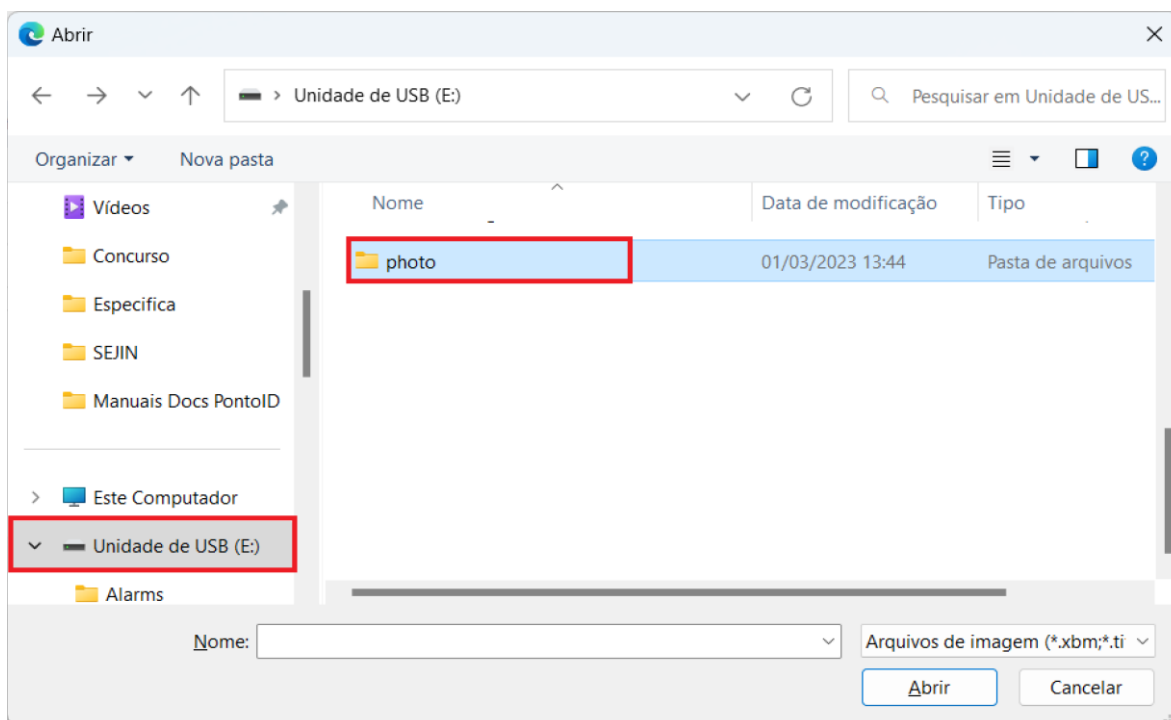 Abrir
Unidade de USB (E:)
Pesquisar em Unidade de US...
Organizar
Nova pasta
Vídeos
Concurso
Especifica
SEJIN
Manuais Docs PontoID
Este Computador
Unidade de USB (E:)
Alarms
Nome
Data de modificação
Tipo
photo
01/03/2023 13:44
Pasta de arquivos
Nome:
Arquivos de imagem (*.xbm;*.ti
Abrir
Cancelar